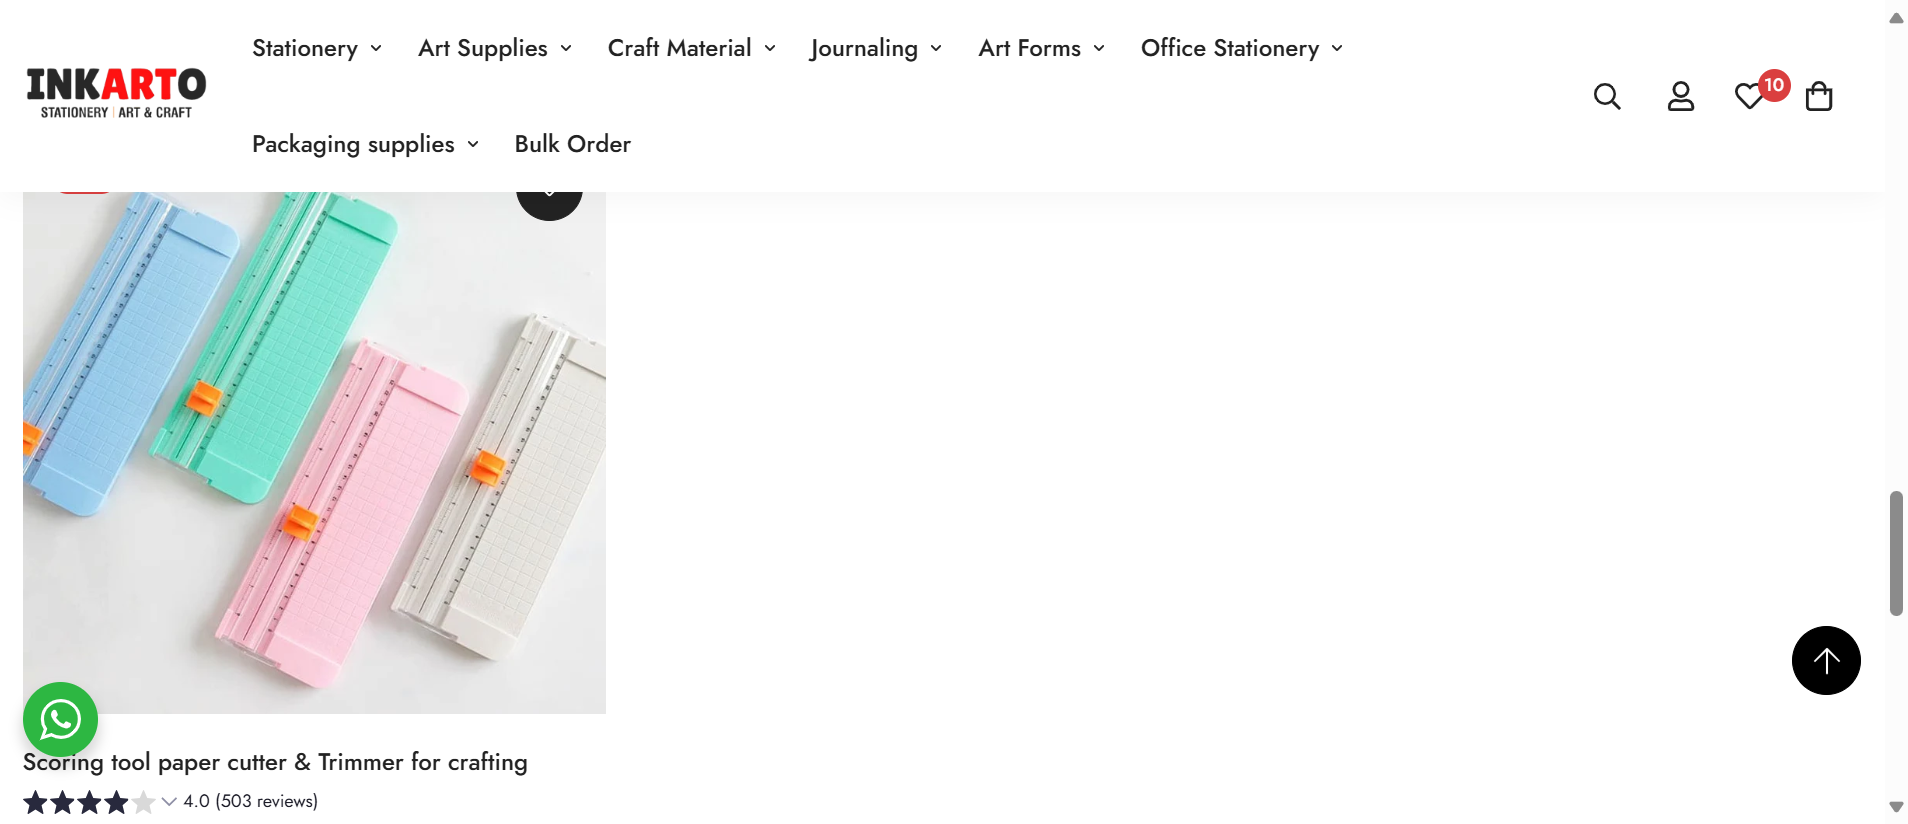 Stationery
Art Supplies
Craft Material
Journaling
Art Forms
Office Stationery
INKARTO
STATIONERY | ART & CRAFT
10
Packaging supplies
Bulk Order
Scoring tool paper cutter & Trimmer for crafting
4.0 (503 reviews)